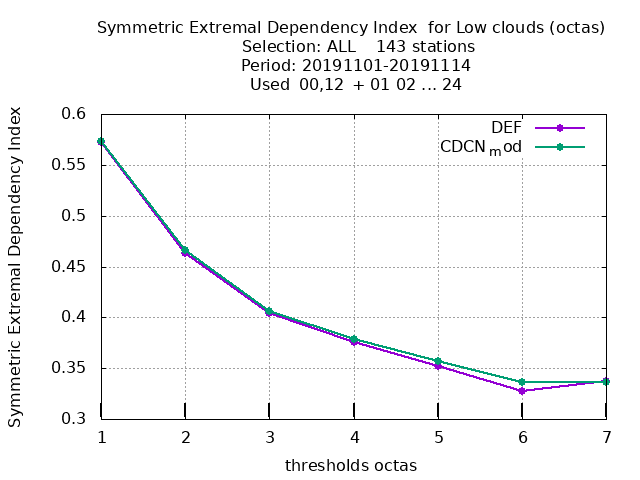 Symmetric Extremal Dependency Index  for Low clouds (octas)
Selection: ALL    143 stations
Period: 20191101-20191114
Used  00,12  + 01 02 ... 24
Symmetric Extremal Dependency Index
0.6
0.55
0.5
0.45
0.4
0.35
0.3
DEF
CDCNmod
1 2 3 4 5 6 7
thresholds octas